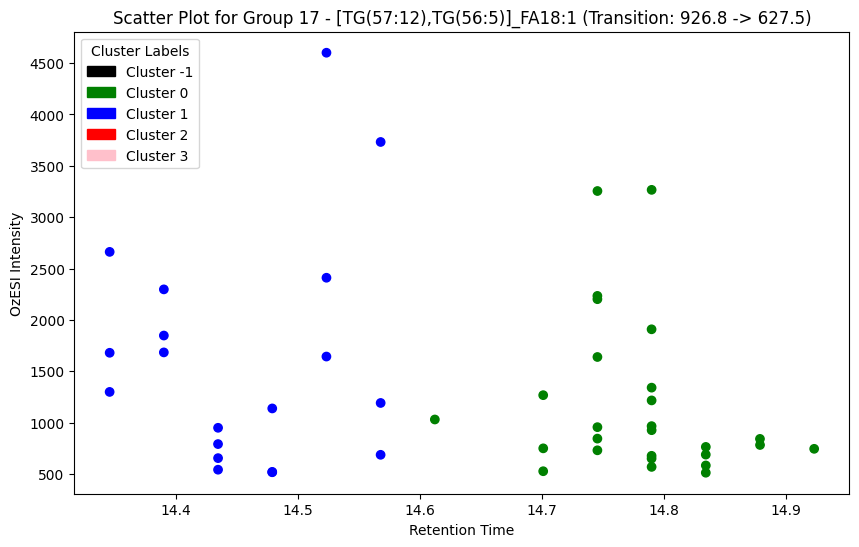 Scatter Plot for Group 17 - [TG(57:12),TG(56:5)]_FA18:1 (Transition: 926.8 -> 627.5)
Cluster Labels
Cluster -1
Cluster 0
Cluster 1
Cluster 2
Cluster 3
OzESI Intensity
4500
4000
3500
3000
2500
2000
1500
1000
500
14.4
14.5
14.6
14.7
14.8
14.9
Retention Time